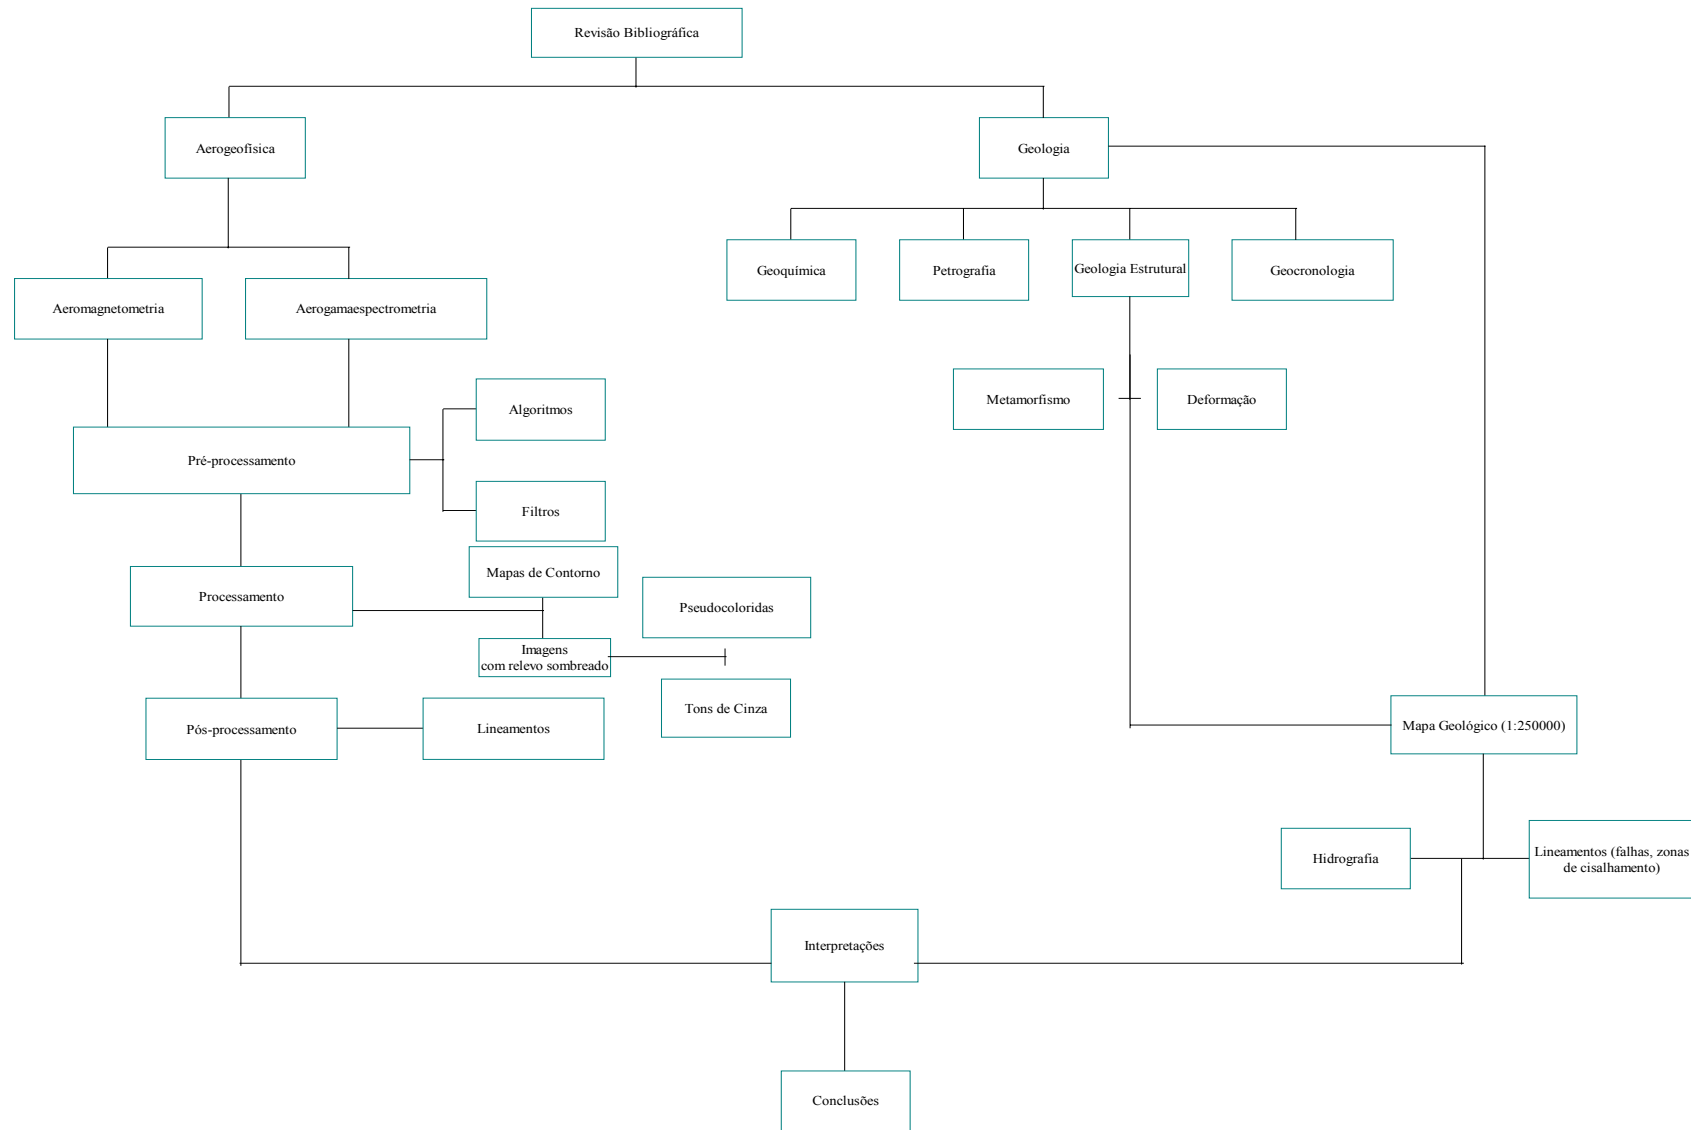 Revisão Bibliográfica
Aerogeofísica
Geologia
Geoquímica
Petrografia
Geologia Estrutural
Geocronologia
Aeromagnetometria
Aerogamaespectrometria
Metamorfismo
Deformação
Algoritmos
Pré-processamento
Filtros
Mapas de Contorno
Processamento
Pseudocoloridas
Imagens
com relevo sombreado
Tons de Cinza
Pós-processamento
Lineamentos
Mapa Geológico (1:250000)
Hidrografia
Lineamentos (falhas, zonas
de cisalhamento)
Interpretações
Conclusões